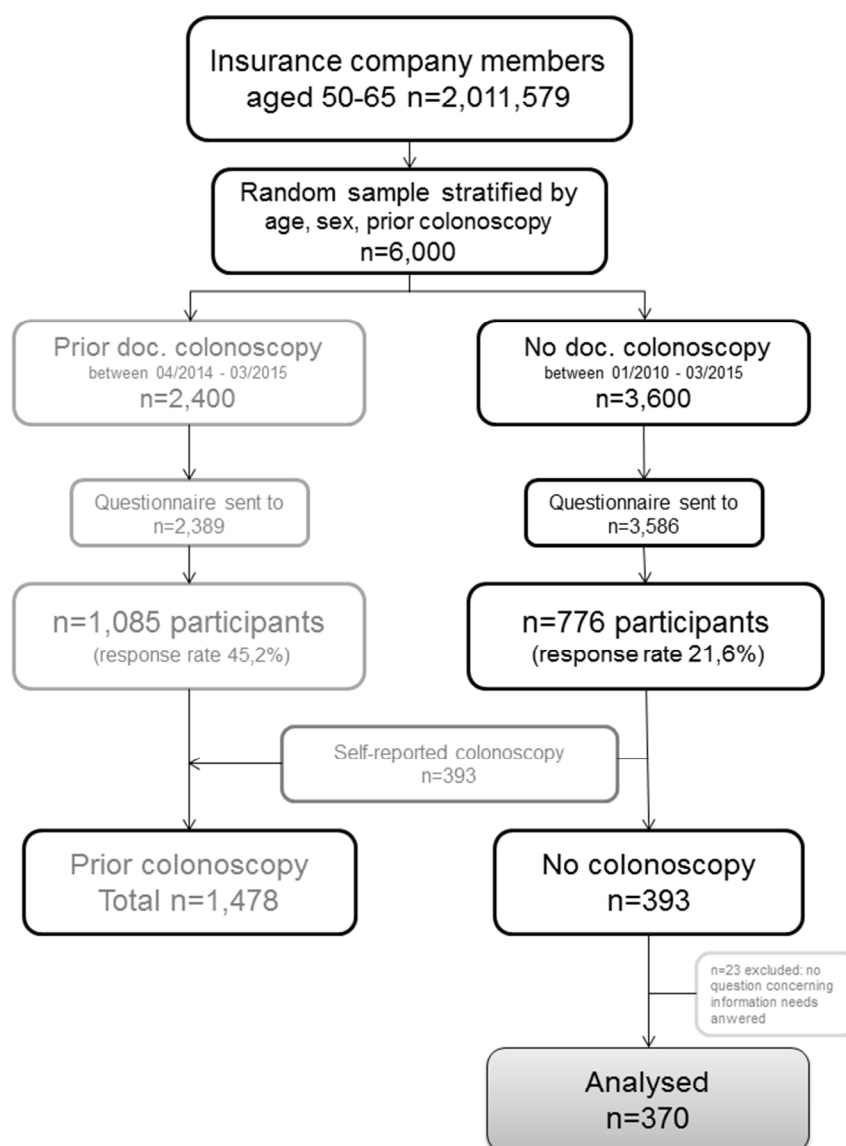 Insurance company members
aged 50-65 n=2,011,579
Random sample stratified by
age, sex, prior colonoscopy
n=6,000
Prior doc. colonoscopy
between 04/2014 - 03/2015
n=2,400
No doc. colonoscopy
between 01/2010 - 03/2015
n=3,600
Questionnaire sent to
n=2,389
Questionnaire sent to
n=3,586
n=1,085 participants
(response rate 45,2%)
n=776 participants
(response rate 21,6%)
Self-reported colonoscopy
n=393
Prior colonoscopy
Total n=1,478
No colonoscopy
n=393
n=23 excluded: no
question concerning
information needs
anwered
Analysed
n=370